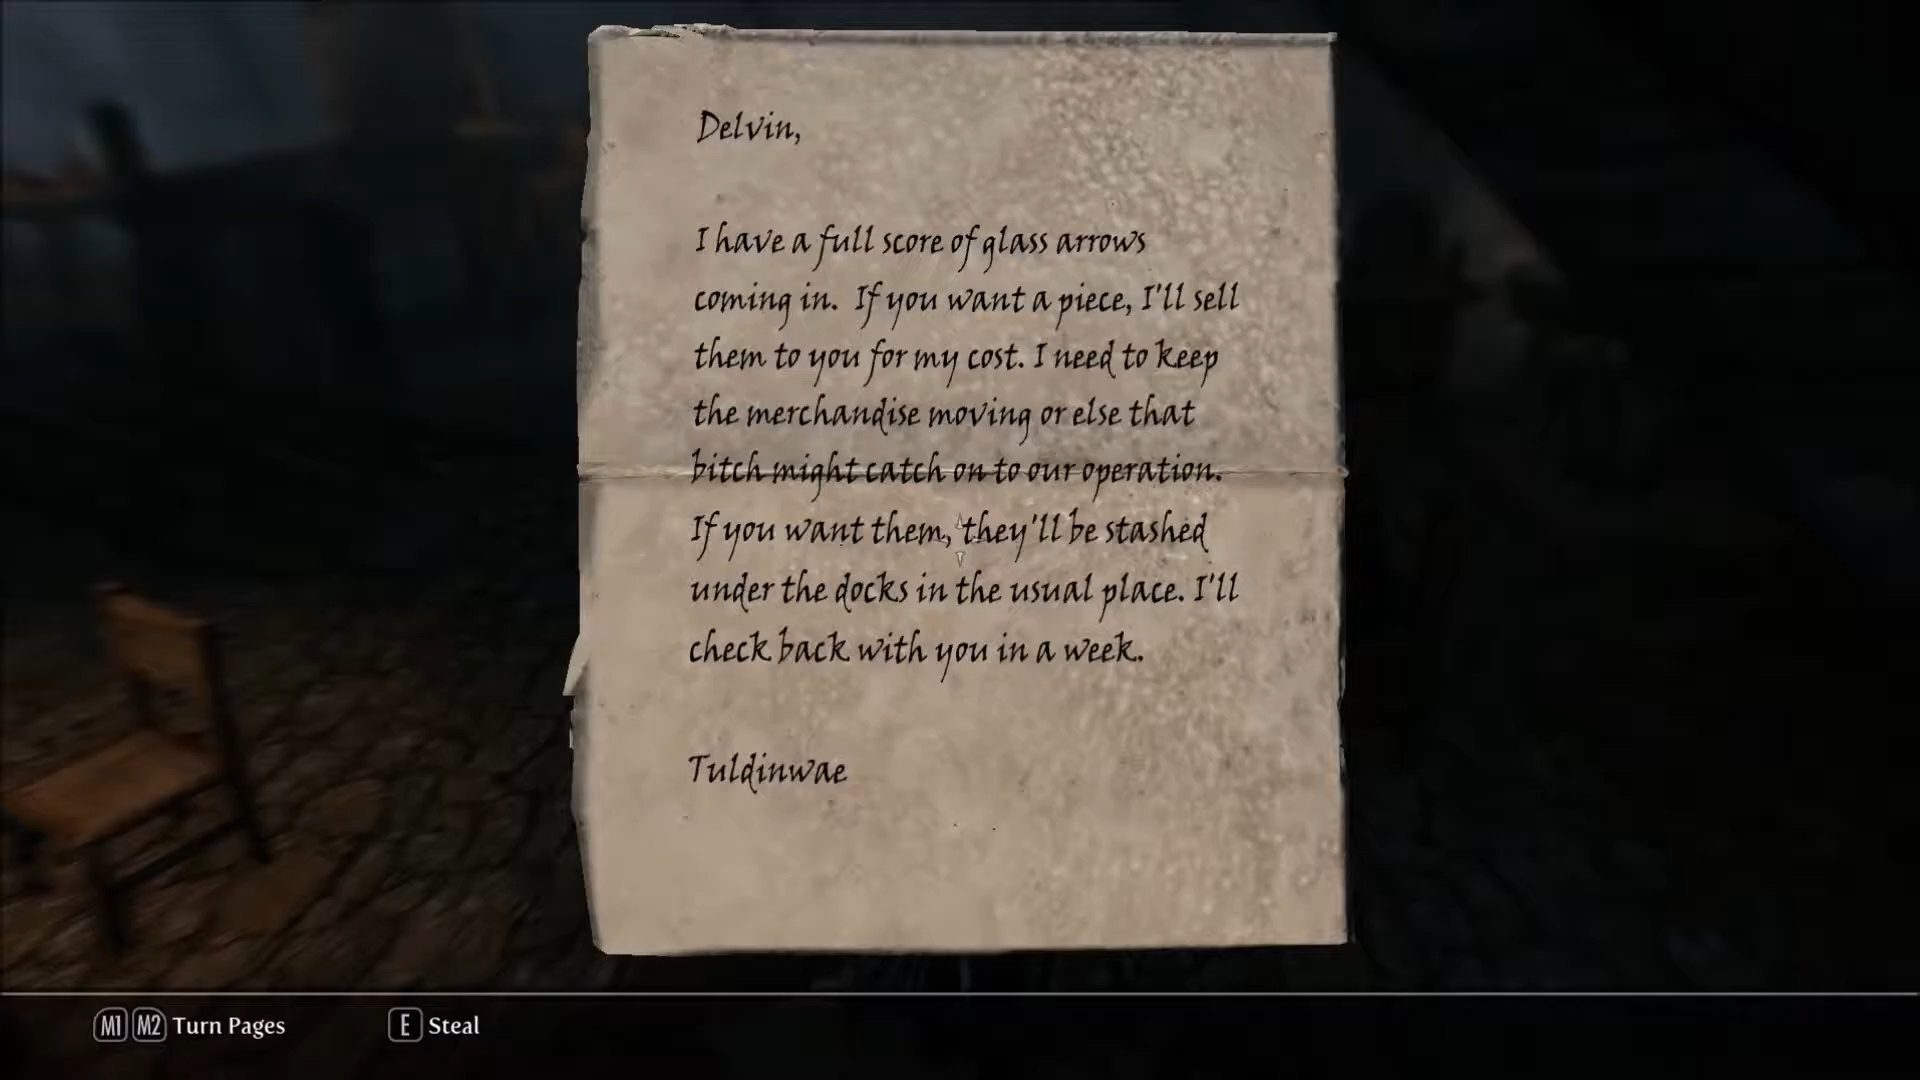 Delvin,
I have a full score of glass arrows
coming in.  If you want a piece, I'll sell
them to you for my cost. I need to keep
the merchandise moving or else that
bitch might catch on to our operation.
If you want them, they'll be stashed
under the docks in the usual place. I'll
check back with you in a week.
Tuldinwae
M1 M2 Turn Pages E Steal